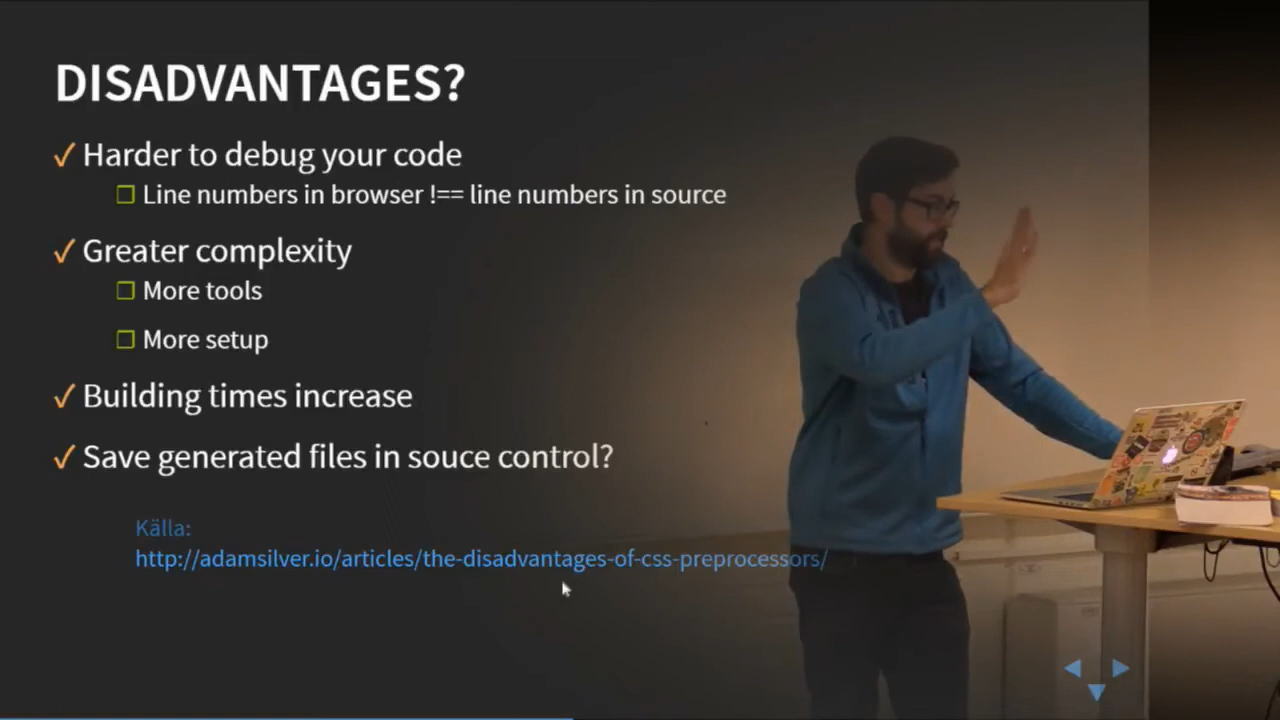 DISADVANTAGES?
✓ Harder to debug your code
❐ Line numbers in browser !== line numbers in source
✓ Greater complexity
❐ More tools
❐ More setup
✓ Building times increase
✓ Save generated files in souce control?
Källa:
http://adamsilver.io/articles/the-disadvantages-of-css-preprocessors/